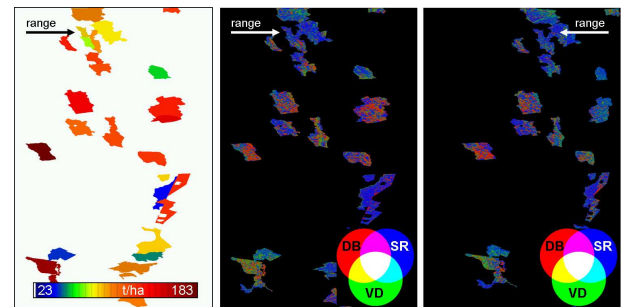 range
23 t/ha 183
range
DB SR
VD
range
DB SR
VD